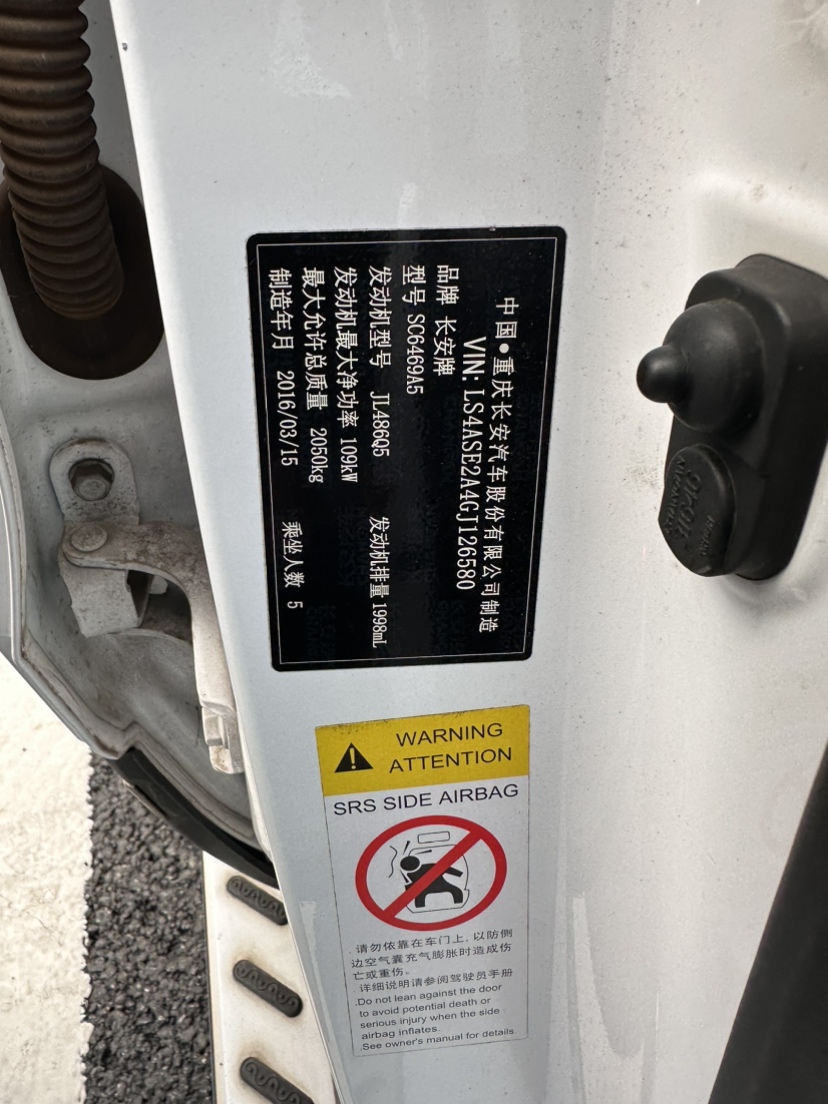 中国●重庆长安汽车股份有限公司制造
VIN: LS4ASE2A4GJ126580
品牌 长安牌
型号 SC6469A5
发动机型号 JL486Q5 发动机排量 1998mL
发动机最大净功率 109kW
最大允许总质量 2050kg
制造年月 2016/03/15 乘坐人数 5
WARNING
ATTENTION
SRS SIDE AIRBAG
.请勿依靠在车门上, 以防侧
边空气囊充气膨胀时造成伤
亡或重伤。
.详细说明请参阅驾驶员手册
.Do not lean against the door
to avoid potential death or
serious injury when the side
airbag inflates.
.See owner's manual for details.